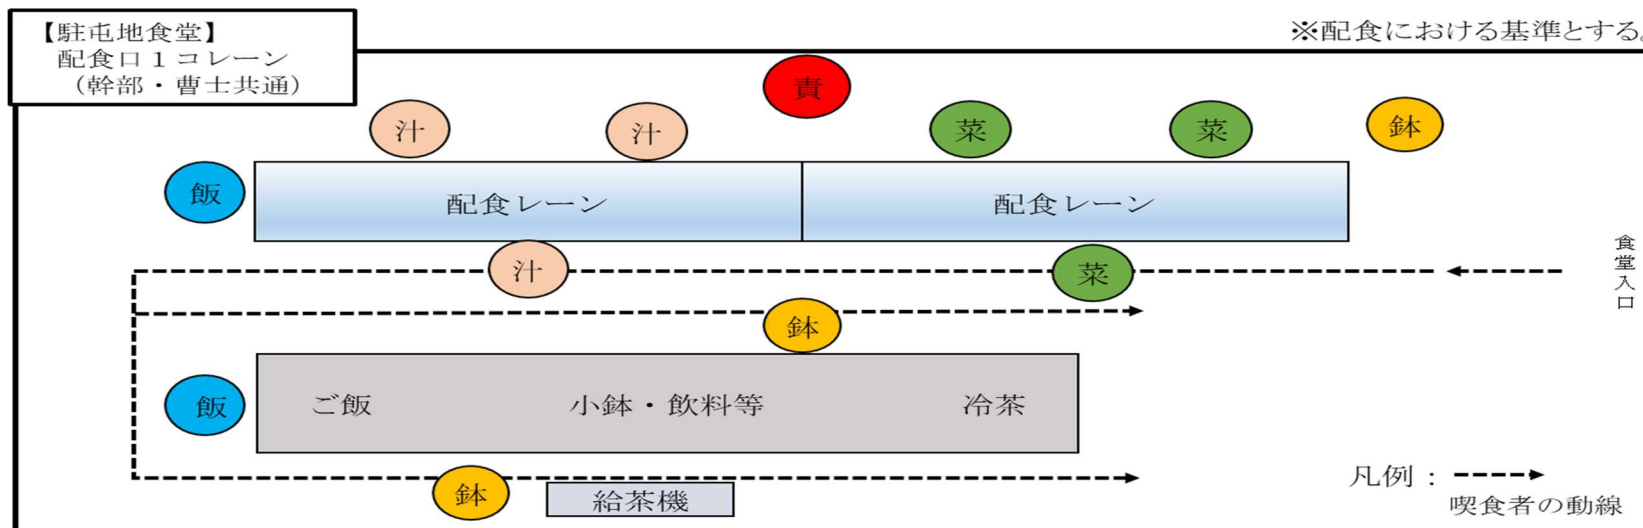 【駐屯地食堂】
配食口１コレーン
（幹部・曹士共通）
※配食における基準とする。
責
汁
汁
菜
菜
鉢
飯
配食レーン
配食レーン
汁
菜
食堂入口
鉢
飯
ご飯
小鉢・飲料等
冷茶
鉢
給茶機
凡例：
喫食者の動線